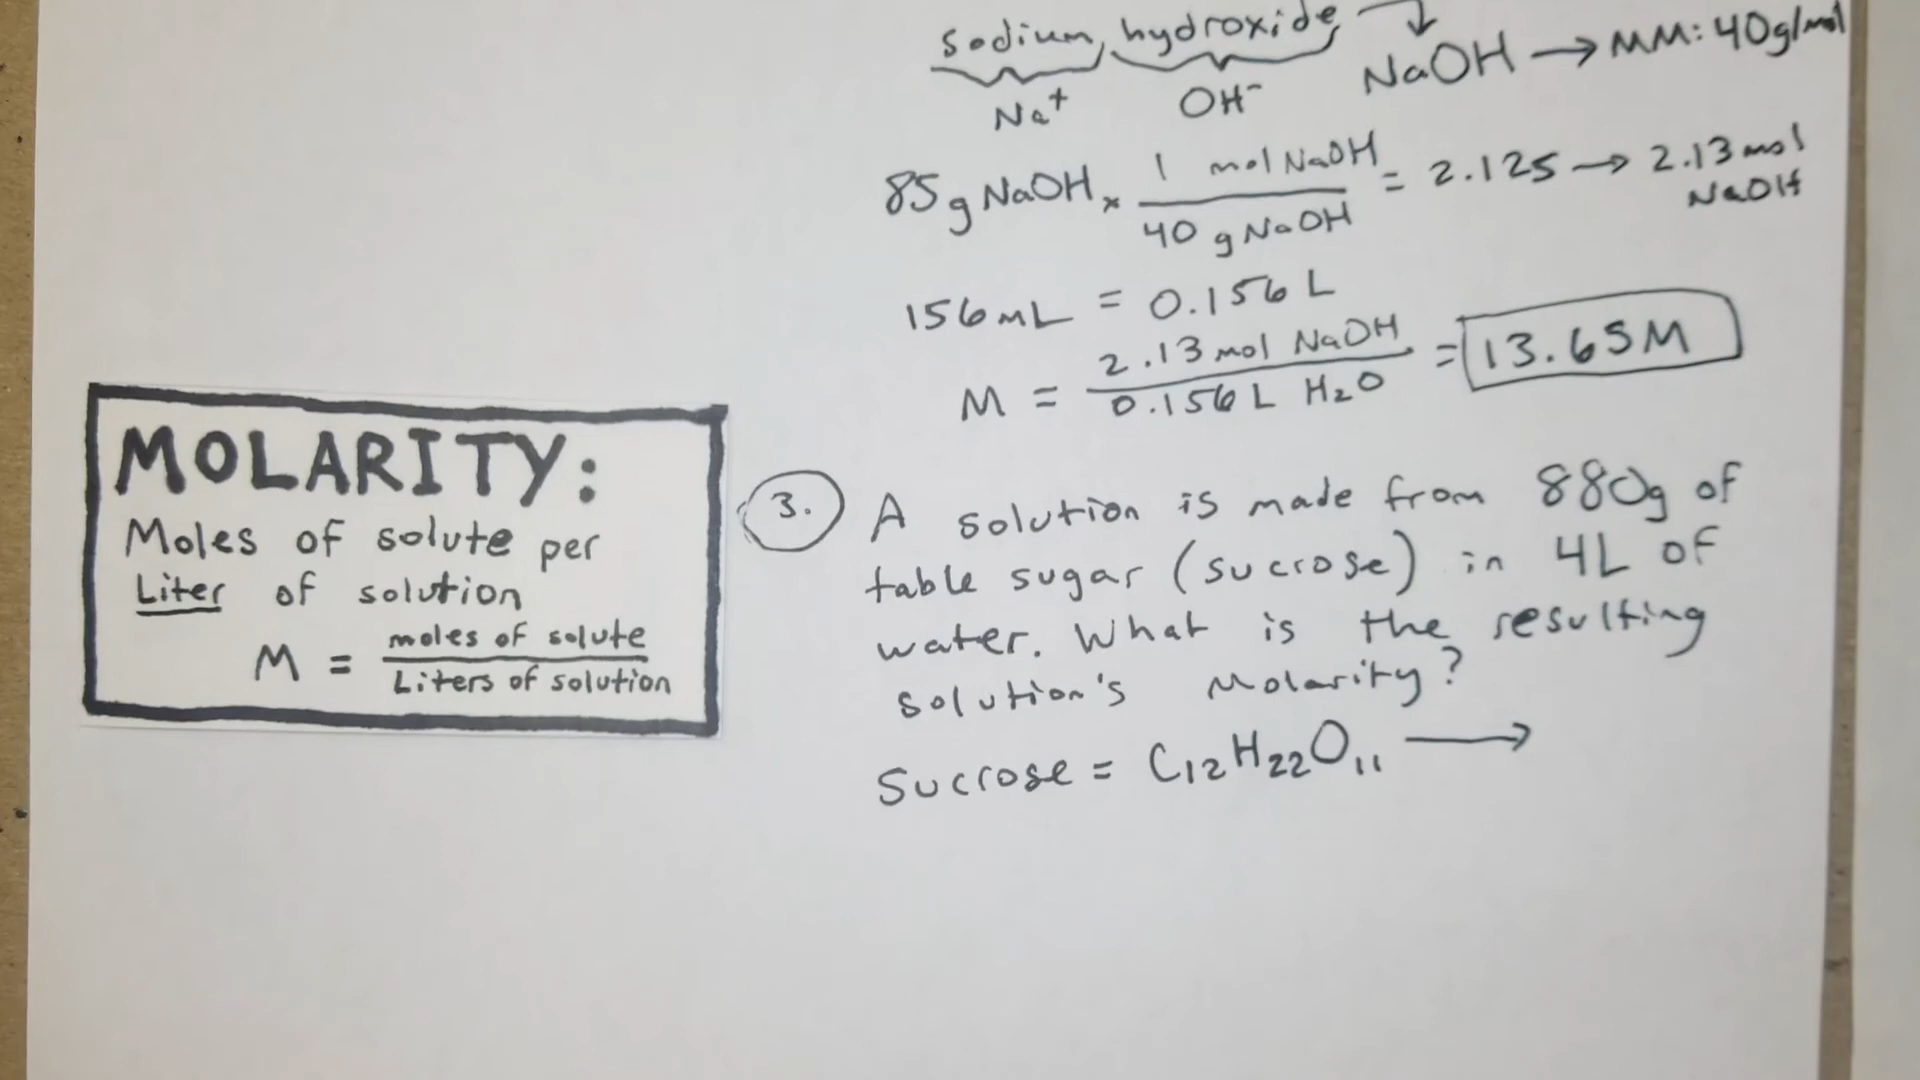 sodium hydroxide → NaOH → MM: 40g/mol
Na⁺ OH⁻
85g NaOH × 1 mol NaOH / 40 g NaOH = 2.125 → 2.13 mol NaOH
156mL = 0.156 L
M = 2.13 mol NaOH / 0.156 L H₂O = 13.65M
MOLARITY:
Moles of solute per
Liter of solution
M = moles of solute / Liters of solution
3. A solution is made from 880g of
table sugar (sucrose) in 4L of
water. What is the resulting
solution's Molarity?
Sucrose = C₁₂H₂₂O₁₁ →